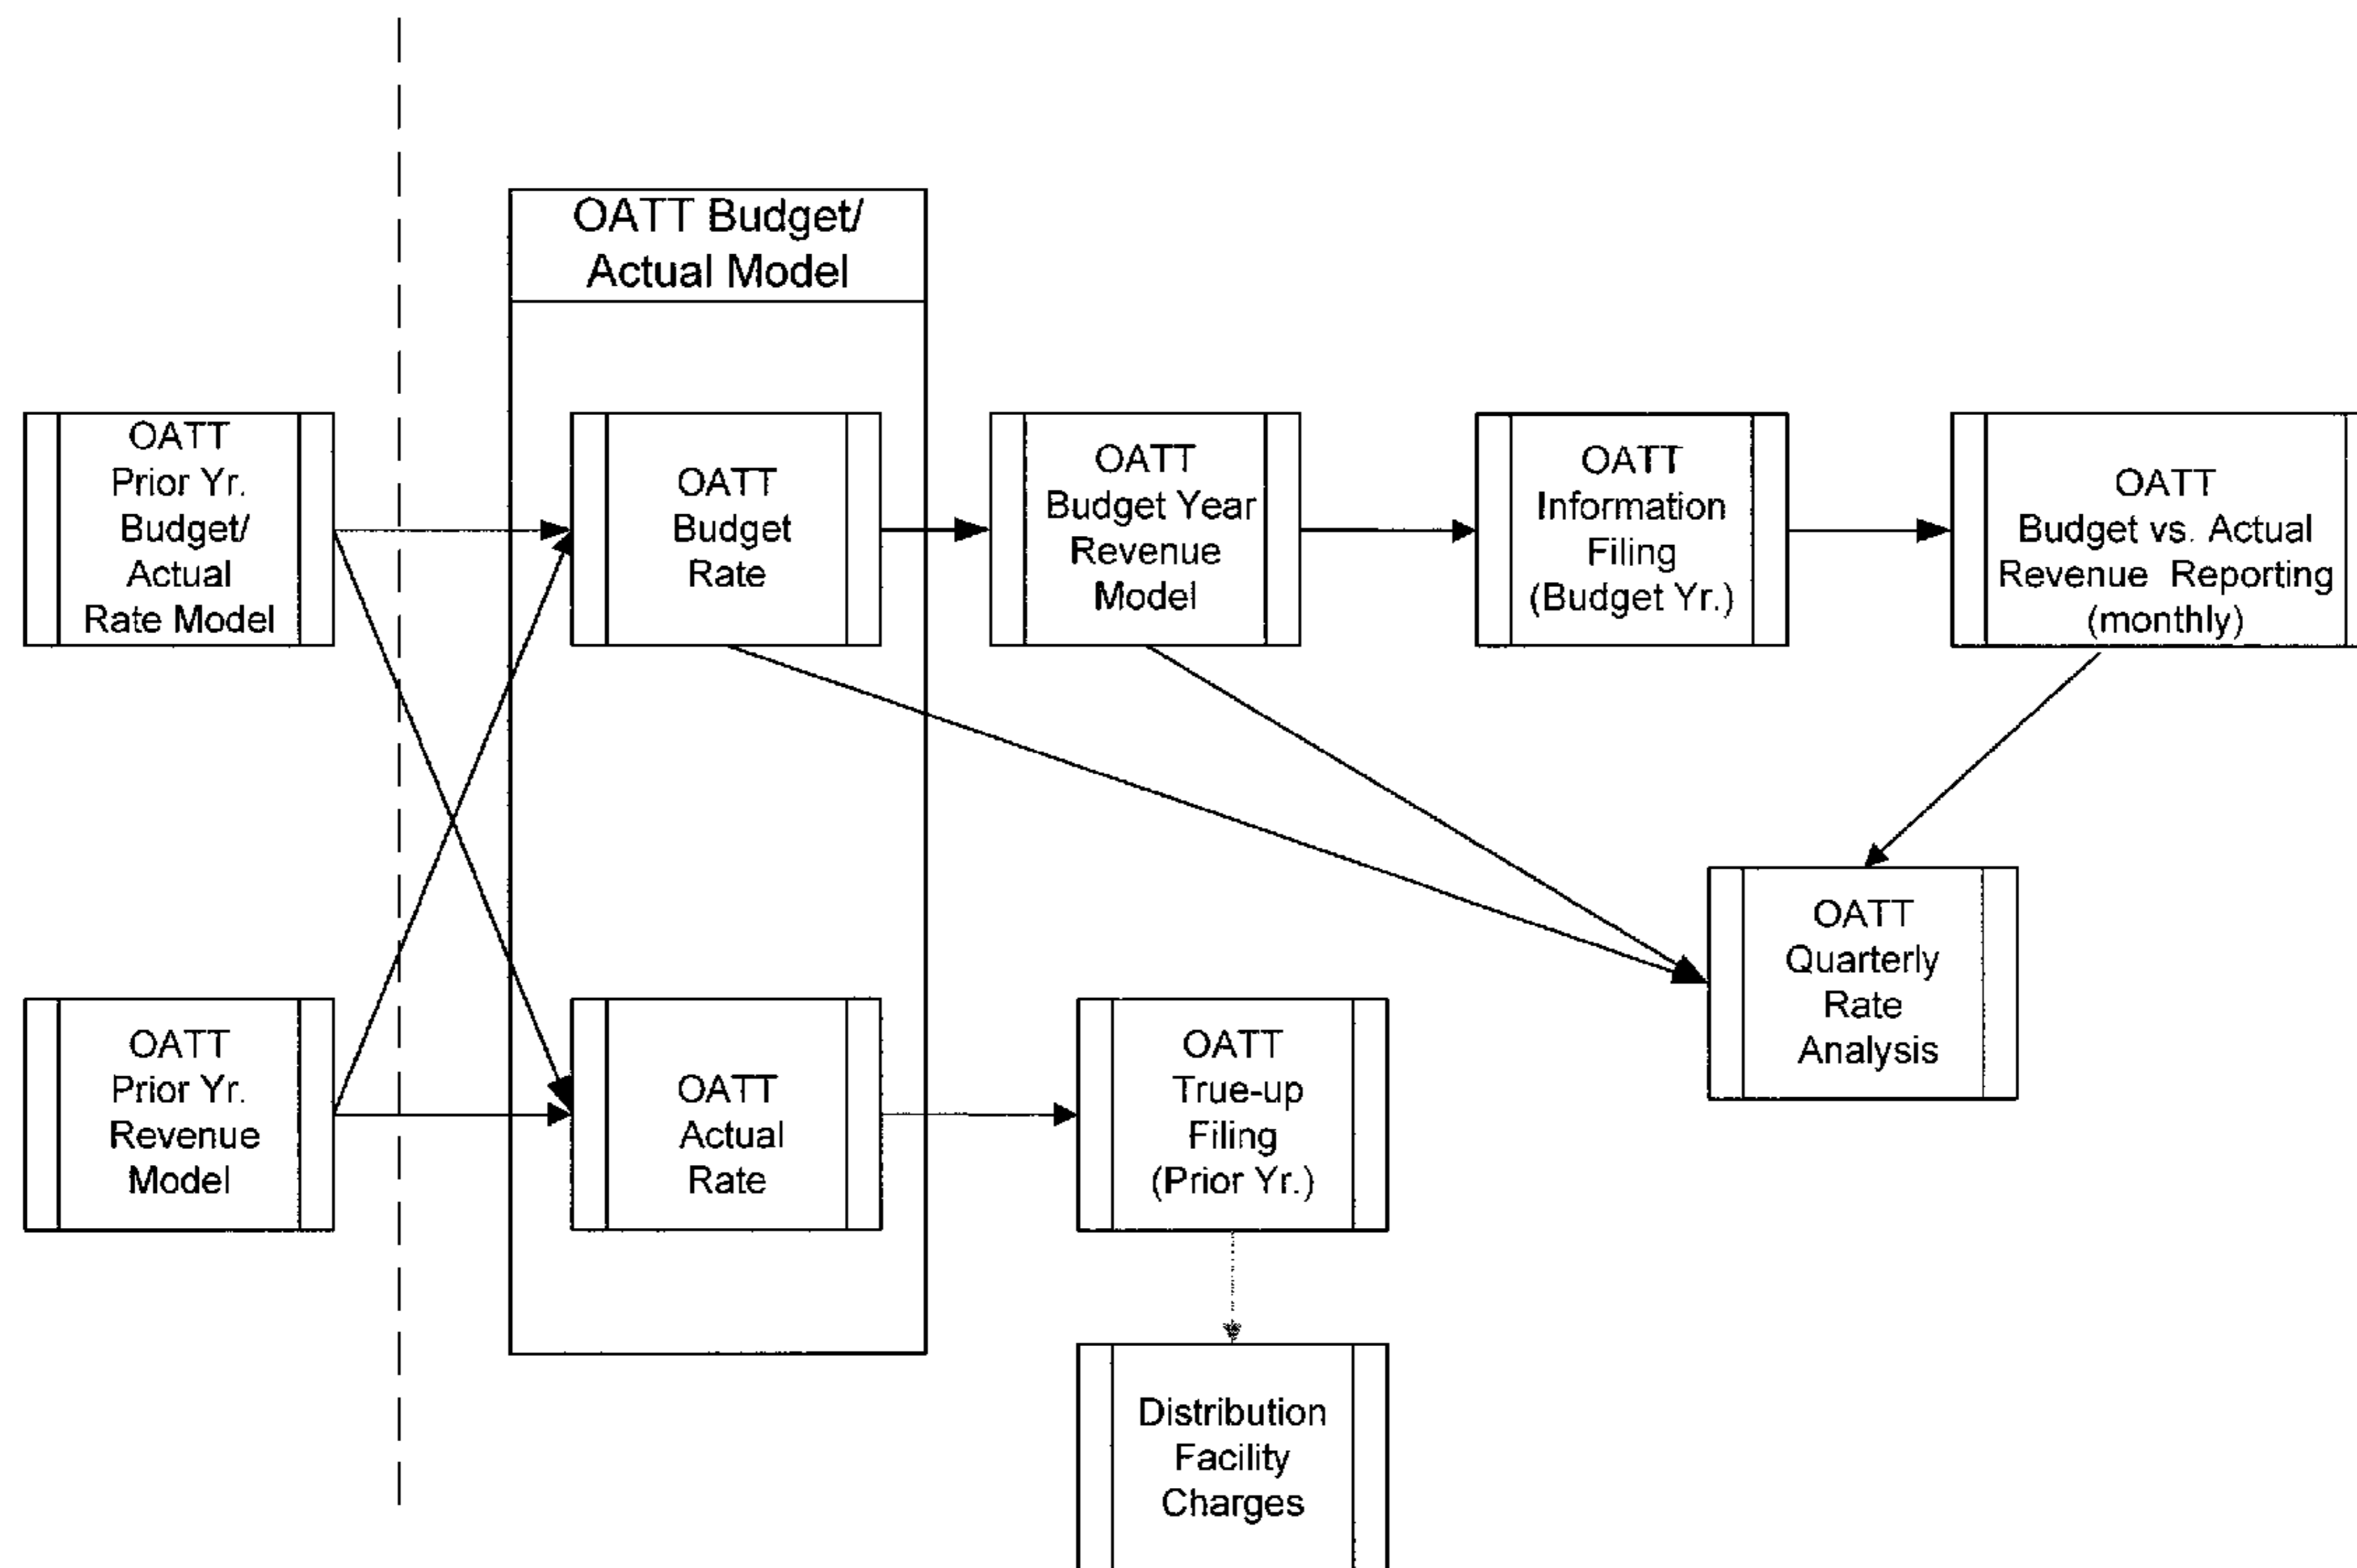 OATT Budget/
Actual Model
OATT
Prior Yr.
Budget/
Actual
Rate Model
OATT
Budget
Rate
OATT
Budget Year
Revenue
Model
OATT
Information
Filing
(Budget Yr.)
OATT
Budget vs. Actual
Revenue Reporting
(monthly)
OATT
Quarterly
Rate
Analysis
OATT
Prior Yr.
Revenue
Model
OATT
Actual
Rate
OATT
True-up
Filing
(Prior Yr.)
Distribution
Facility
Charges